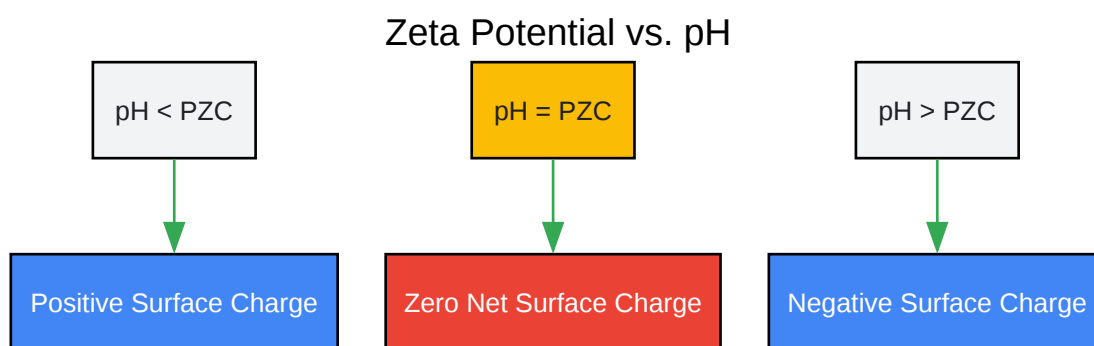 Zeta Potential vs. pH
pH < PZC
pH = PZC
pH > PZC
Positive Surface Charge
Zero Net Surface Charge
Negative Surface Charge